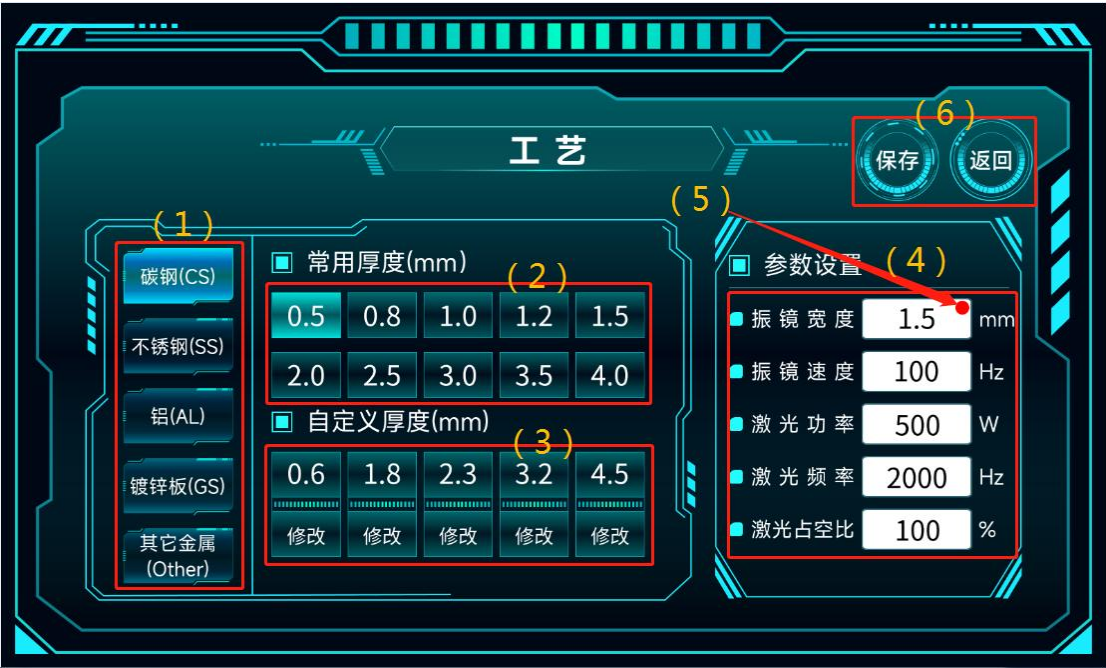 工艺
(6)
保存 返回
(5)
(1)
碳钢(CS)
不锈钢(SS)
铝(AL)
镀锌板(GS)
其它金属
(Other)
常用厚度(mm)
(2)
0.5 0.8 1.0 1.2 1.5
2.0 2.5 3.0 3.5 4.0
自定义厚度(mm)
(3)
0.6 1.8 2.3 3.2 4.5
修改 修改 修改 修改 修改
参数设置
(4)
振镜宽度 1.5 mm
振镜速度 100 Hz
激光功率 500 W
激光频率 2000 Hz
激光占空比 100 %